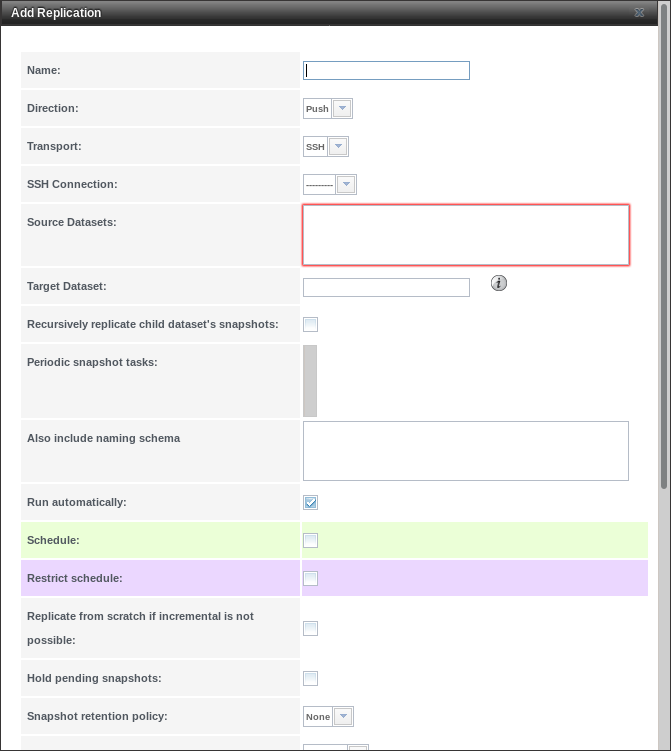 Add Replication
Name:
Direction:
Push
Transport:
SSH
SSH Connection:
---------
Source Datasets:
Target Dataset:
i
Recursively replicate child dataset's snapshots:
Periodic snapshot tasks:
Also include naming schema
Run automatically:
Schedule:
Restrict schedule:
Replicate from scratch if incremental is not
possible:
Hold pending snapshots:
Snapshot retention policy:
None